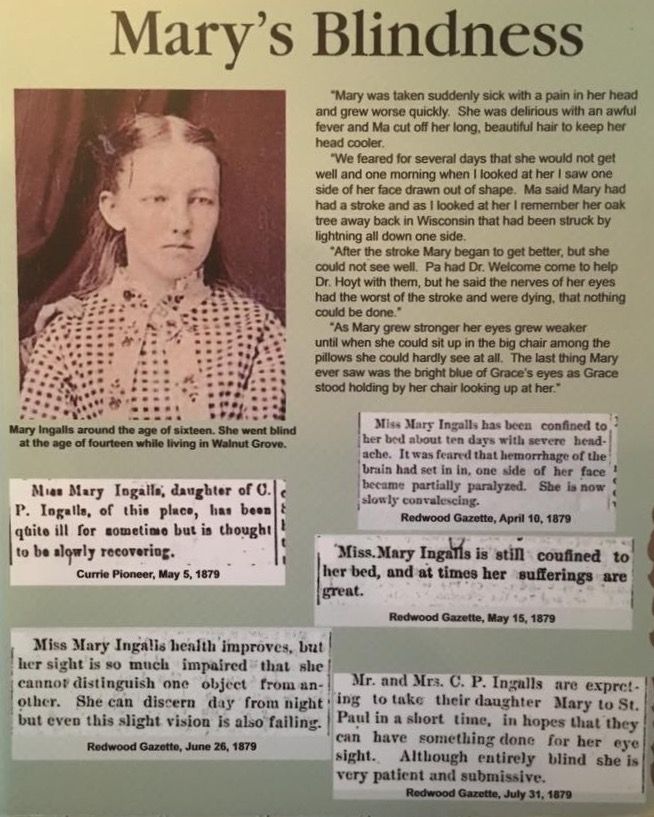 Mary's Blindness
"Mary was taken suddenly sick with a pain in her head
and grew worse quickly. She was delirious with an awful
fever and Ma cut off her long, beautiful hair to keep her
head cooler.
"We feared for several days that she would not get
well and one morning when I looked at her I saw one
side of her face drawn out of shape. Ma said Mary had
had a stroke and as I looked at her I remember her oak
tree away back in Wisconsin that had been struck by
lightning all down one side.
"After the stroke Mary began to get better, but she
could not see well. Pa had Dr. Welcome come to help
Dr. Hoyt with them, but he said the nerves of her eyes
had the worst of the stroke and were dying, that nothing
could be done."
"As Mary grew stronger her eyes grew weaker
until when she could sit up in the big chair among the
pillows she could hardly see at all. The last thing Mary
ever saw was the bright blue of Grace's eyes as Grace
stood holding by her chair looking up at her."
Mary Ingalls around the age of sixteen. She went blind
at the age of fourteen while living in Walnut Grove.
Miss Mary Ingalls has been confined to
her bed about ten days with severe head-
ache. It was feared that hemorrhage of the
brain had set in in, one side of her face
became partially paralyzed. She is now
slowly convalescing.
Redwood Gazette, April 10, 1879
Miss Mary Ingalls, daughter of C.
P. Ingalls, of this place, has been
quite ill for sometime but is thought
to be slowly recovering.
Currie Pioneer, May 5, 1879
Miss. Mary Ingalls is still confined to
her bed, and at times her sufferings are
great.
Redwood Gazette, May 15, 1879
Miss Mary Ingalls health improves, but
her sight is so much impaired that she
cannot distinguish one object from an-
other. She can discern day from night
but even this slight vision is also failing.
Redwood Gazette, June 26, 1879
Mr. and Mrs. C. P. Ingalls are expect-
ing to take their daughter Mary to St.
Paul in a short time, in hopes that they
can have something done for her eye
sight. Although entirely blind she is
very patient and submissive.
Redwood Gazette, July 31, 1879